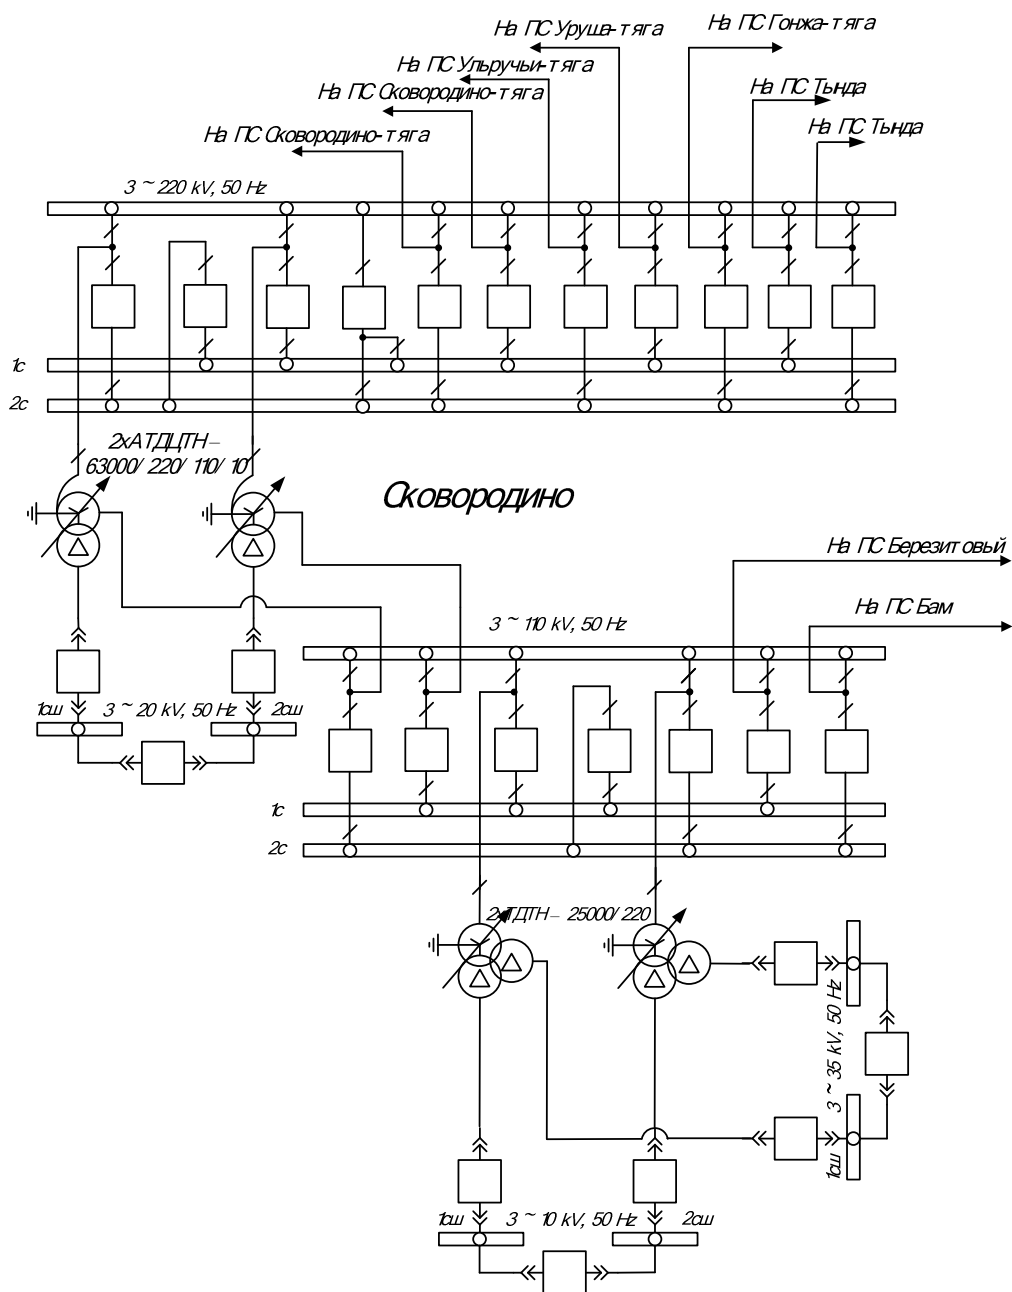 На ПС Гонжа-тяга
На ПС Уруша-тяга
На ПС Ульручьи-тяга
На ПС Тында
На ПС Сковородино-тяга
На ПС Тында
На ПС Сковородино-тяга
3 ~ 220 kV, 50 Hz
1с
2с
2хАТДЦТН –
63000/ 220/ 110/ 10
Сковородино
На ПС Березитовый
На ПС Бам
3 ~ 110 kV, 50 Hz
1сш
3 ~ 20 kV, 50 Hz
2сш
1с
2с
2хТДТН – 25000/ 220
3 ~ 35 kV, 50 Hz
1сш
1сш
3 ~ 10 kV, 50 Hz
2сш